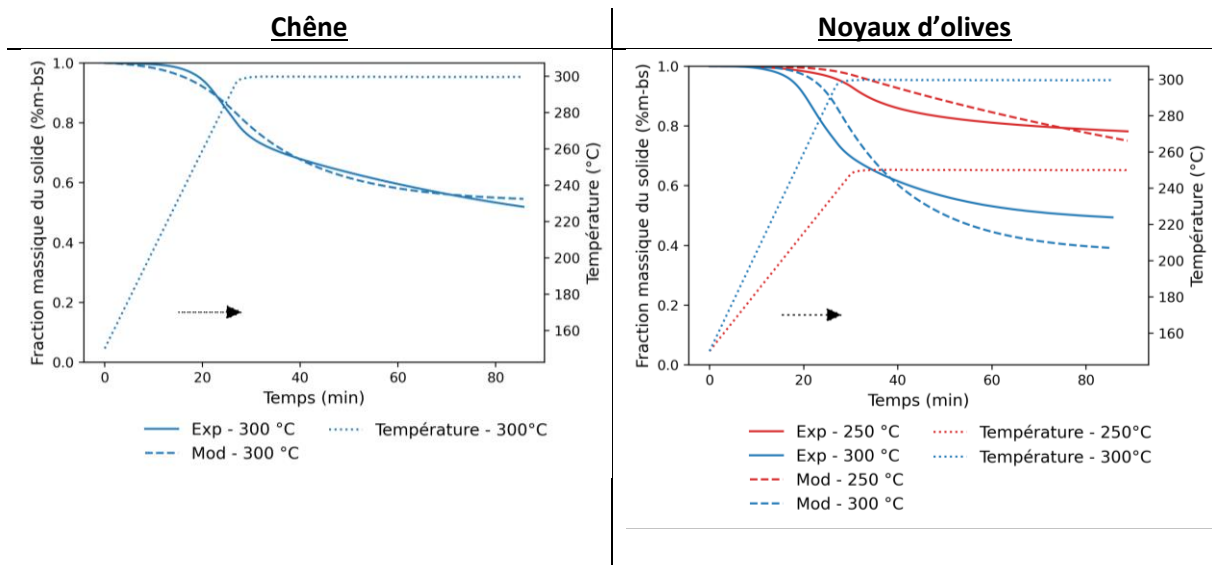 Chêne
Noyaux d’olives
1.0
0.8
0.6
0.4
0.2
0.0
Fraction massique du solide (%m-bs)
300
280
260
240
220
200
180
160
Température (°C)
0 20 40 60 80
Temps (min)
Exp - 300 °C
Mod - 300 °C
Température - 300°C
1.0
0.8
0.6
0.4
0.2
0.0
Fraction massique du solide (%m-bs)
300
280
260
240
220
200
180
160
Température (°C)
0 20 40 60 80
Temps (min)
Exp - 250 °C
Exp - 300 °C
Mod - 250 °C
Mod - 300 °C
Température - 250°C
Température - 300°C